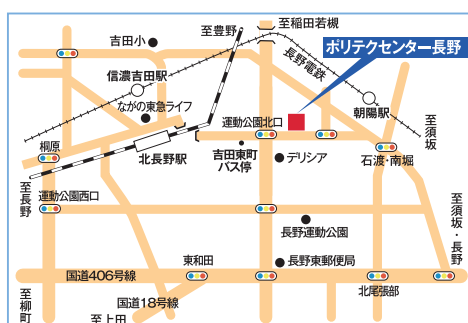 至豊野
至稲田若槻
吉田小
ポリテクセンター長野
長野電鉄
信濃吉田駅
ながの東急ライフ
朝陽駅
至須坂
運動公園北口
桐原
北長野駅
吉田東町
バス停
デリシア
石渡・南堀
至長野
運動公園西口
至須坂・長野
長野運動公園
東和田
長野東郵便局
国道406号線
北尾張部
至柳町
国道18号線
至上田